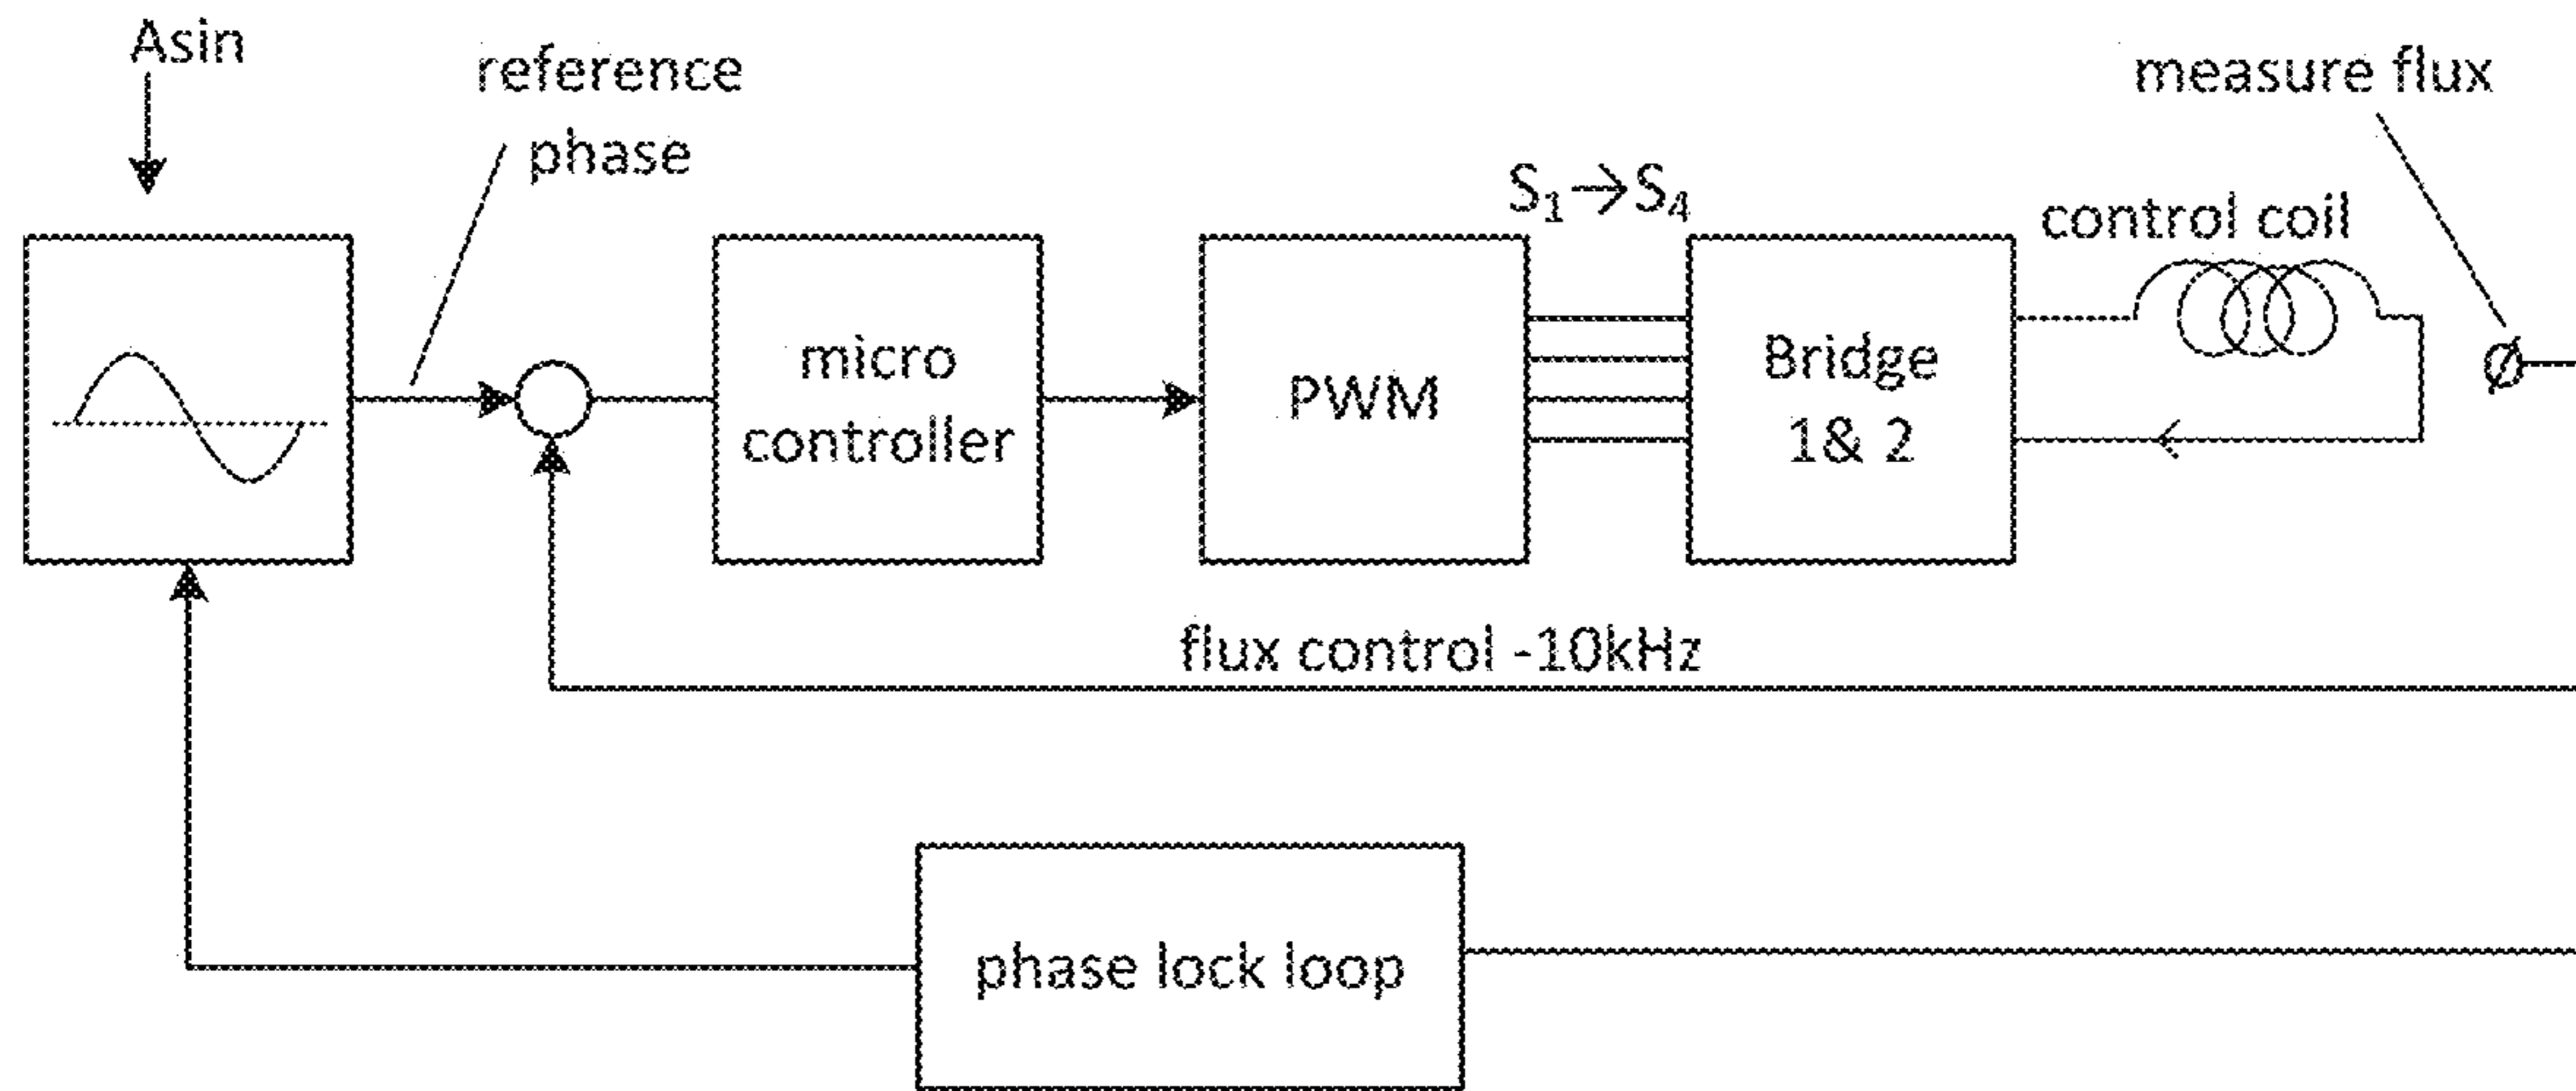 Asin
reference
phase
measure flux
S₁→S₄
control coil
micro
controller
PWM
Bridge
1& 2
Ø
flux control -10kHz
phase lock loop